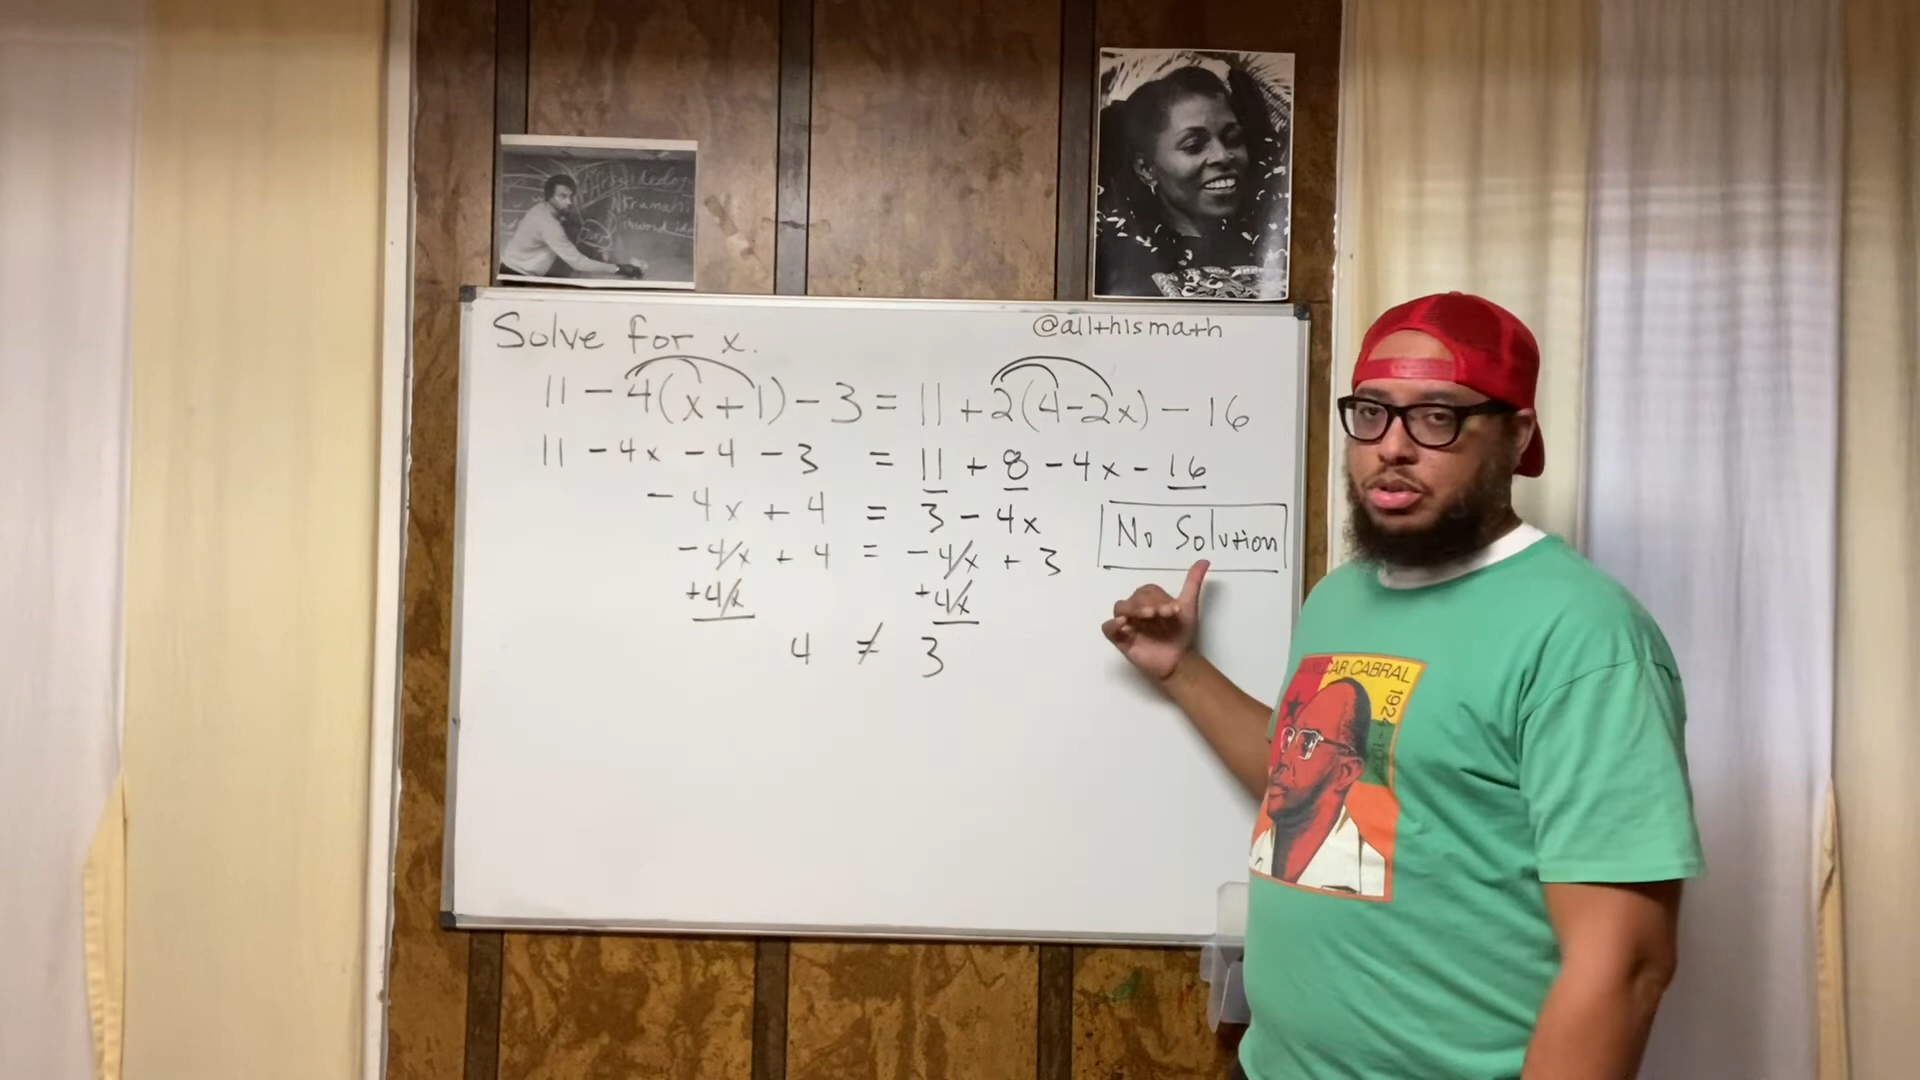 Solve for x.
@allthismath
11 - 4(x+1) - 3 = 11 + 2(4-2x) - 16
11 - 4x - 4 - 3 = 11 + 8 - 4x - 16
- 4x + 4 = 3 - 4x
No Solution
- 4x + 4 = - 4x + 3
+4x +4x
4 ≠ 3
CAR CABRAL